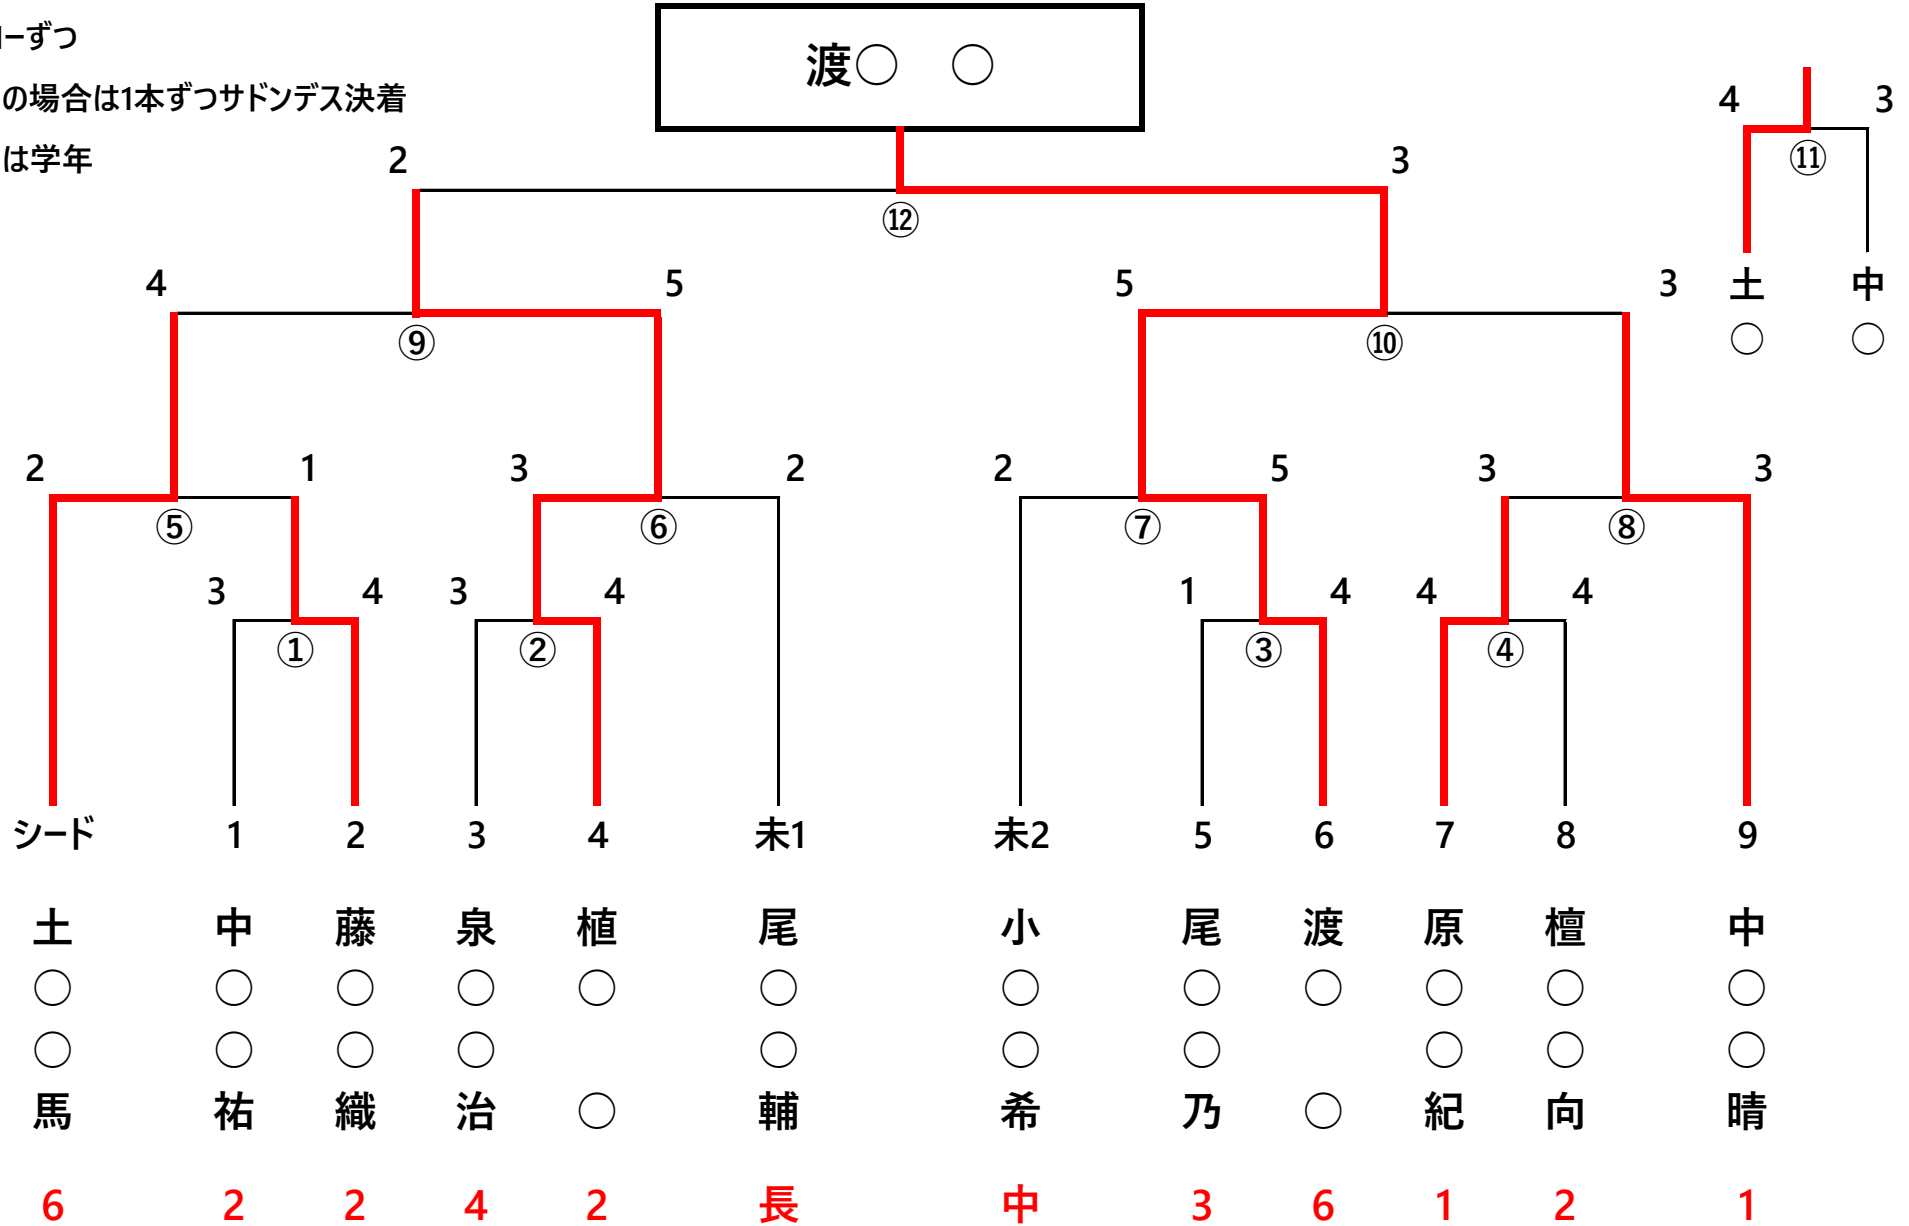 ーずつ
の場合は1本ずつサドンデス決着
は学年
渡○ ○
2 3
⑫
4 3
⑪
土 中
○ ○
4 5 5 3
⑨ ⑩
2 1 3 2 2 5 3 3
⑤ ⑥ ⑦ ⑧
3 4 3 4 1 4 4 4
① ② ③ ④
シード 1 2 3 4 未1 未2 5 6 7 8 9
土 中 藤 泉 植 尾 小 尾 渡 原 檀 中
○ ○ ○ ○ ○ ○ ○ ○ ○ ○ ○ ○
○ ○ ○ ○ ○ ○ ○ ○ ○ ○
馬 祐 織 治 ○ 輔 希 乃 ○ 紀 向 晴
6 2 2 4 2 長 中 3 6 1 2 1